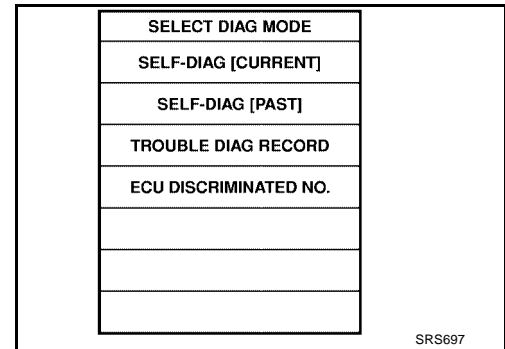 SELECT DIAG MODE
SELF-DIAG [CURRENT]
SELF-DIAG [PAST]
TROUBLE DIAG RECORD
ECU DISCRIMINATED NO.
SRS697